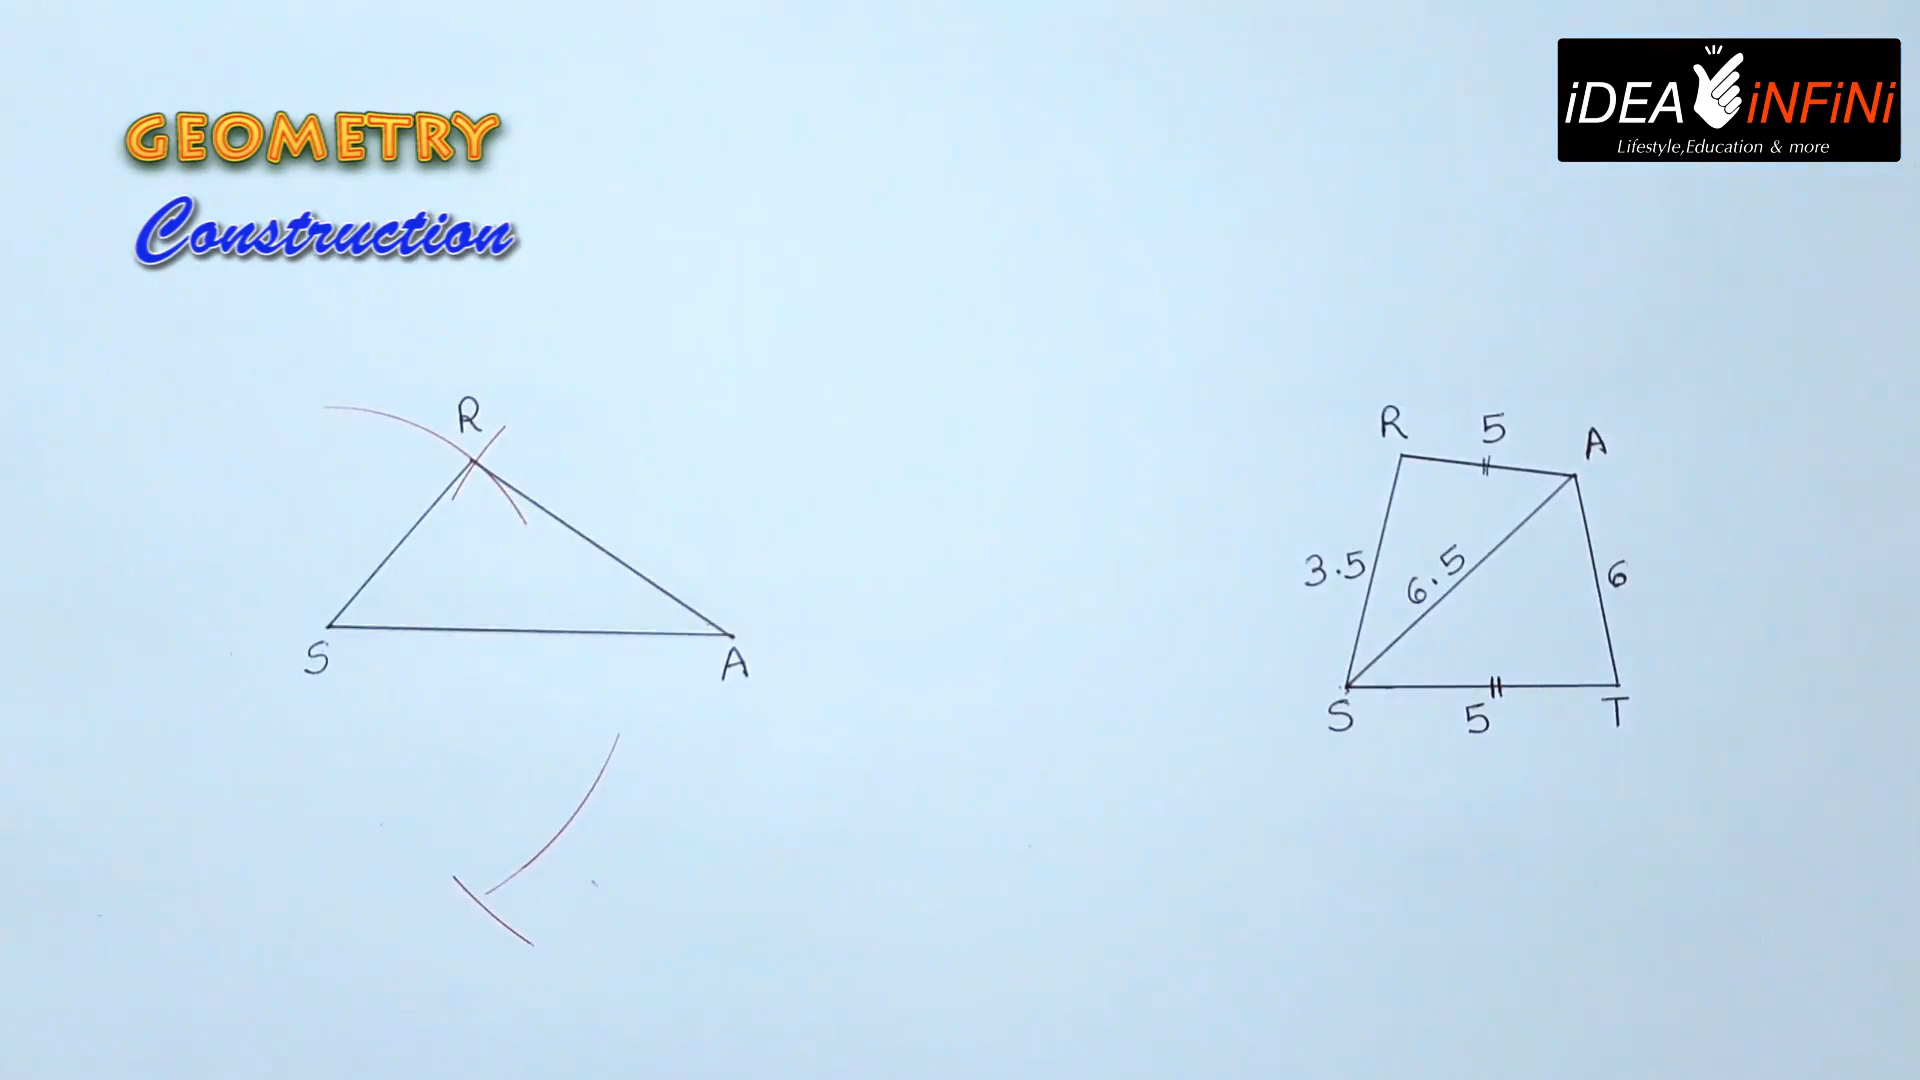 iDEA iNFiNi
Lifestyle,Education & more
GEOMETRY
Construction
R
S
A
R
5
A
3.5
6.5
6
S
5
T